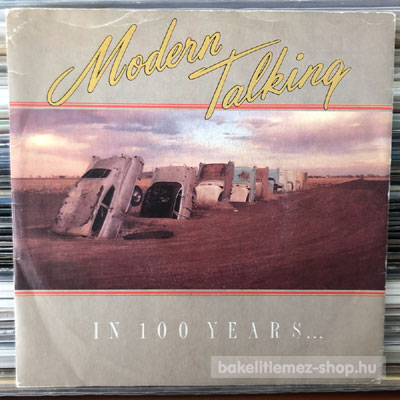 Modern
Talking
IN 100 YEARS...
bakelitlemez-shop.hu